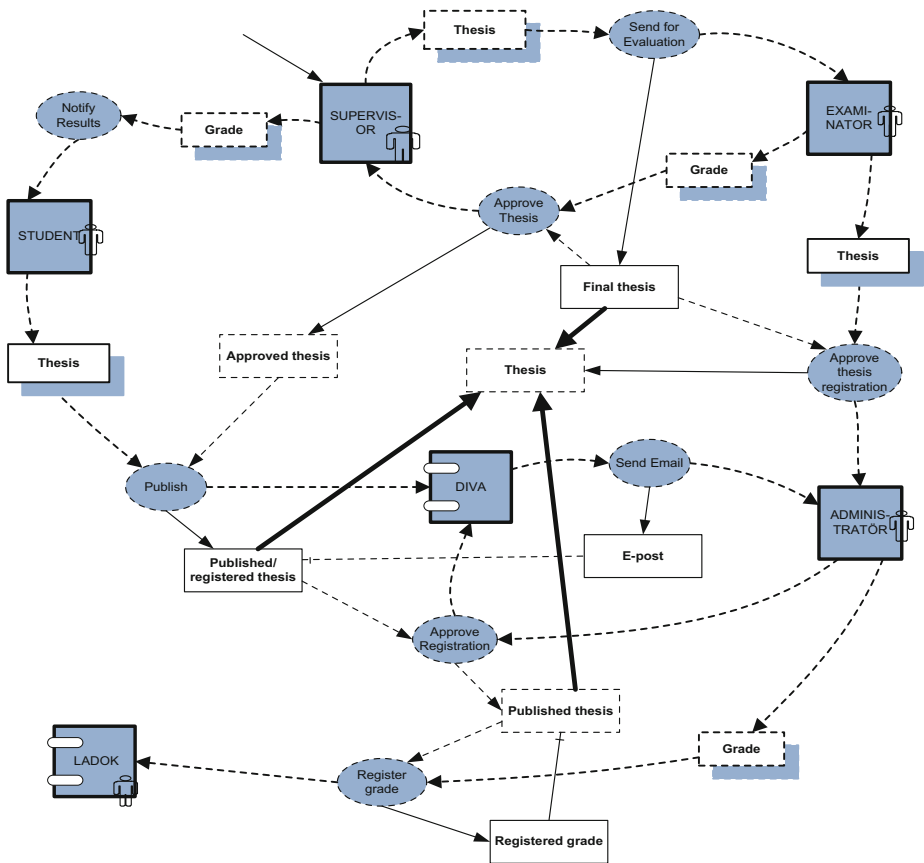 Thesis
Send for
Evaluation
Notify
Results
Grade
SUPERVIS-
OR
EXAMI-
NATOR
Grade
Approve
Thesis
STUDENT
Thesis
Final thesis
Thesis
Approved thesis
Thesis
Approve
thesis
registration
Publish
DIVA
Send Email
ADMINIS-
TRATÖR
Published/
registered thesis
E-post
Approve
Registration
Published thesis
Grade
LADOK
Register
grade
Registered grade